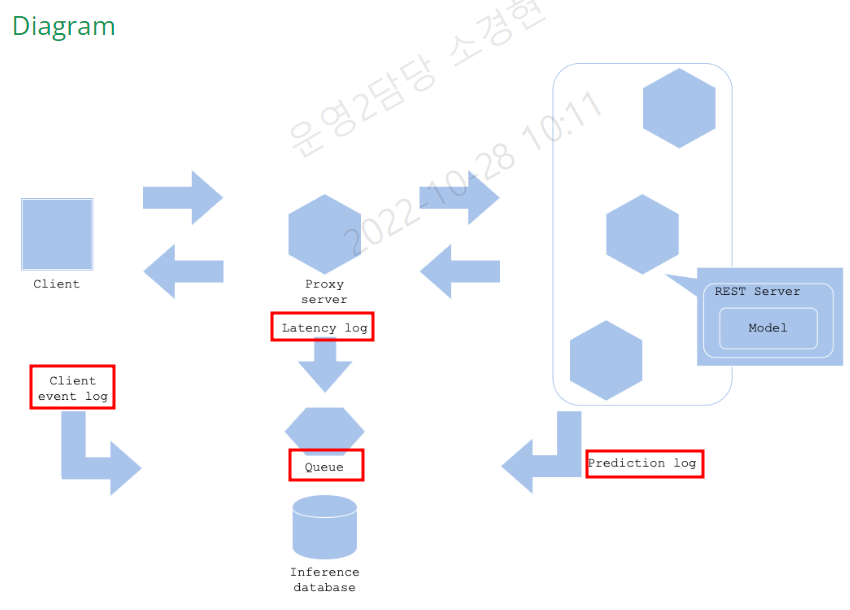 Diagram
운영2담당 소경현
2022-10-28 10:11
Client
Proxy
server
REST Server
Model
Latency log
Client
event log
Queue
Prediction log
Inference
database